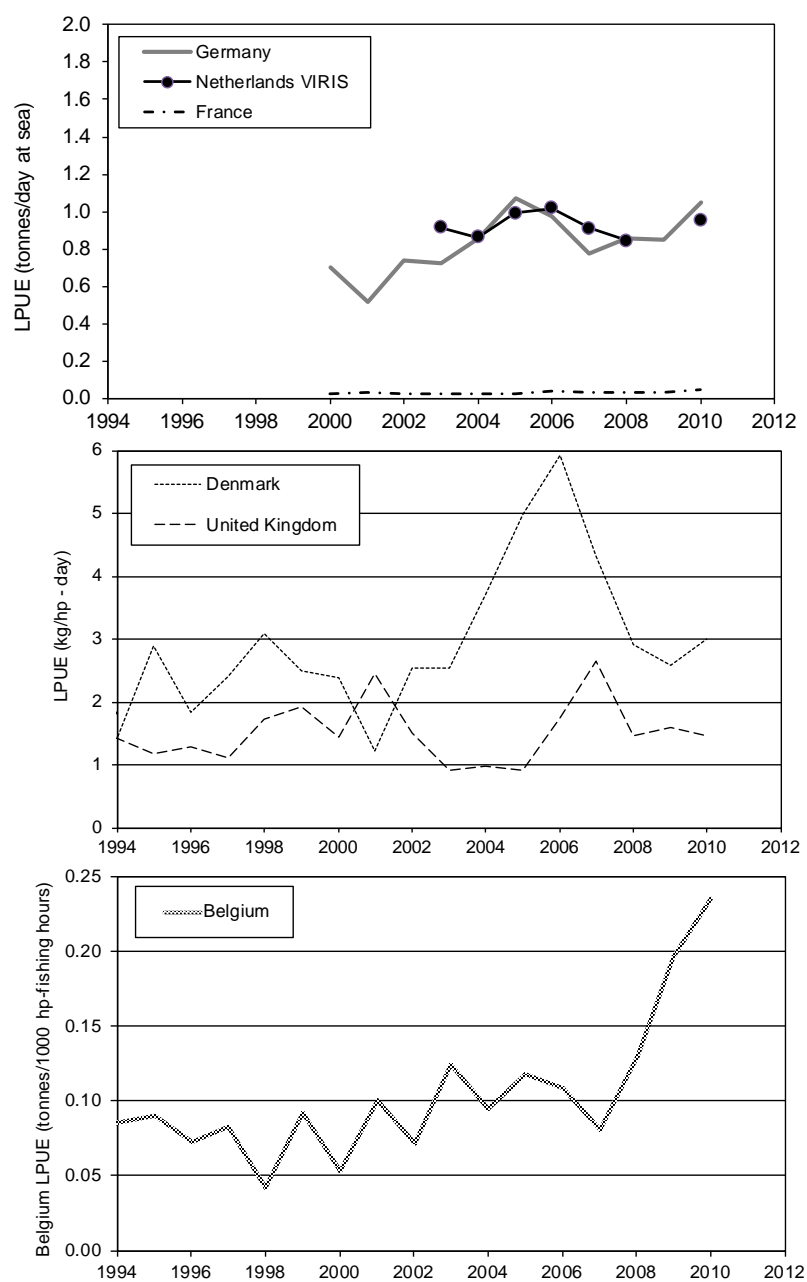 LPUE (tonnes/day at sea)
2.0
1.8
1.6
1.4
1.2
1.0
0.8
0.6
0.4
0.2
0.0
Germany
Netherlands VIRIS
France
1994 1996 1998 2000 2002 2004 2006 2008 2010 2012
LPUE (kg/hp - day)
6
5
4
3
2
1
0
Denmark
United Kingdom
1994 1996 1998 2000 2002 2004 2006 2008 2010 2012
Belgium LPUE (tonnes/1000 hp-fishing hours)
0.25
0.20
0.15
0.10
0.05
0.00
Belgium
1994 1996 1998 2000 2002 2004 2006 2008 2010 2012